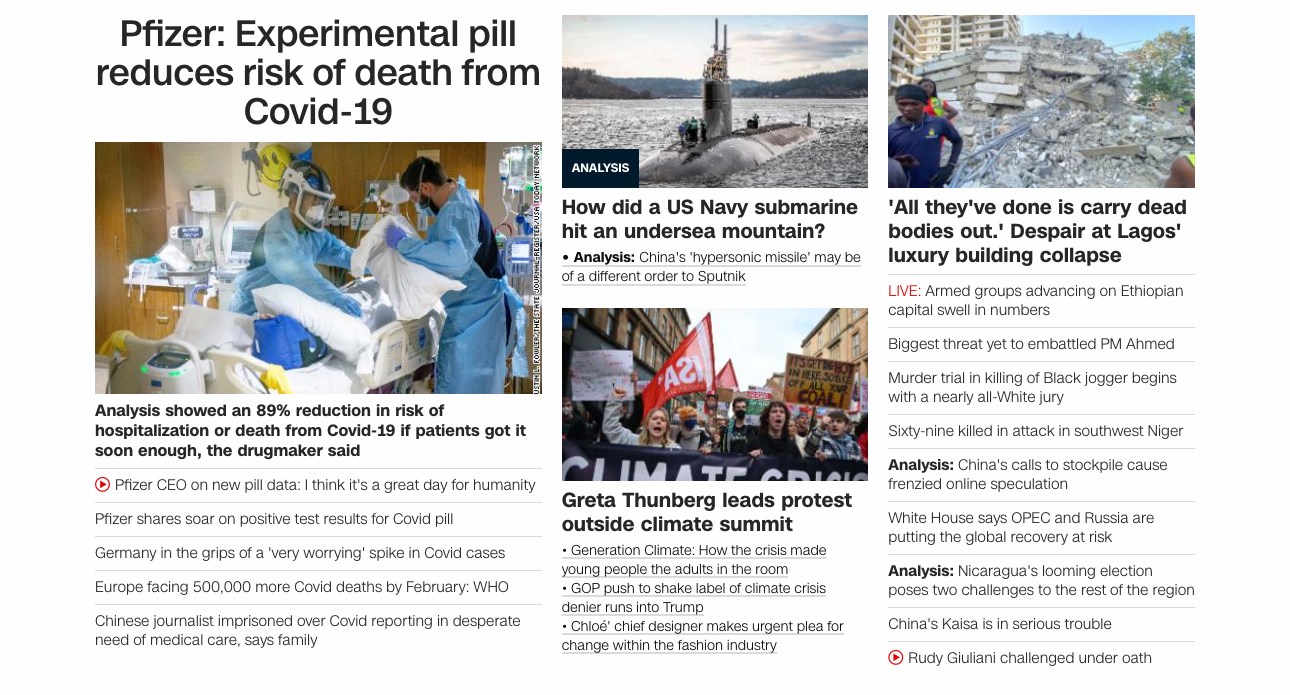 Pfizer: Experimental pill
reduces risk of death from
Covid-19
Analysis showed an 89% reduction in risk of
hospitalization or death from Covid-19 if patients got it
soon enough, the drugmaker said
Pfizer CEO on new pill data: I think it's a great day for humanity
Pfizer shares soar on positive test results for Covid pill
Germany in the grips of a 'very worrying' spike in Covid cases
Europe facing 500,000 more Covid deaths by February: WHO
Chinese journalist imprisoned over Covid reporting in desperate
need of medical care, says family
ANALYSIS
How did a US Navy submarine
hit an undersea mountain?
• Analysis: China's 'hypersonic missile' may be
of a different order to Sputnik
COAL!
CLIMATE CRISIS
Greta Thunberg leads protest
outside climate summit
• Generation Climate: How the crisis made
young people the adults in the room
• GOP push to shake label of climate crisis
denier runs into Trump
• Chloé' chief designer makes urgent plea for
change within the fashion industry
'All they've done is carry dead
bodies out.' Despair at Lagos'
luxury building collapse
LIVE: Armed groups advancing on Ethiopian
capital swell in numbers
Biggest threat yet to embattled PM Ahmed
Murder trial in killing of Black jogger begins
with a nearly all-White jury
Sixty-nine killed in attack in southwest Niger
Analysis: China's calls to stockpile cause
frenzied online speculation
White House says OPEC and Russia are
putting the global recovery at risk
Analysis: Nicaragua's looming election
poses two challenges to the rest of the region
China's Kaisa is in serious trouble
Rudy Giuliani challenged under oath